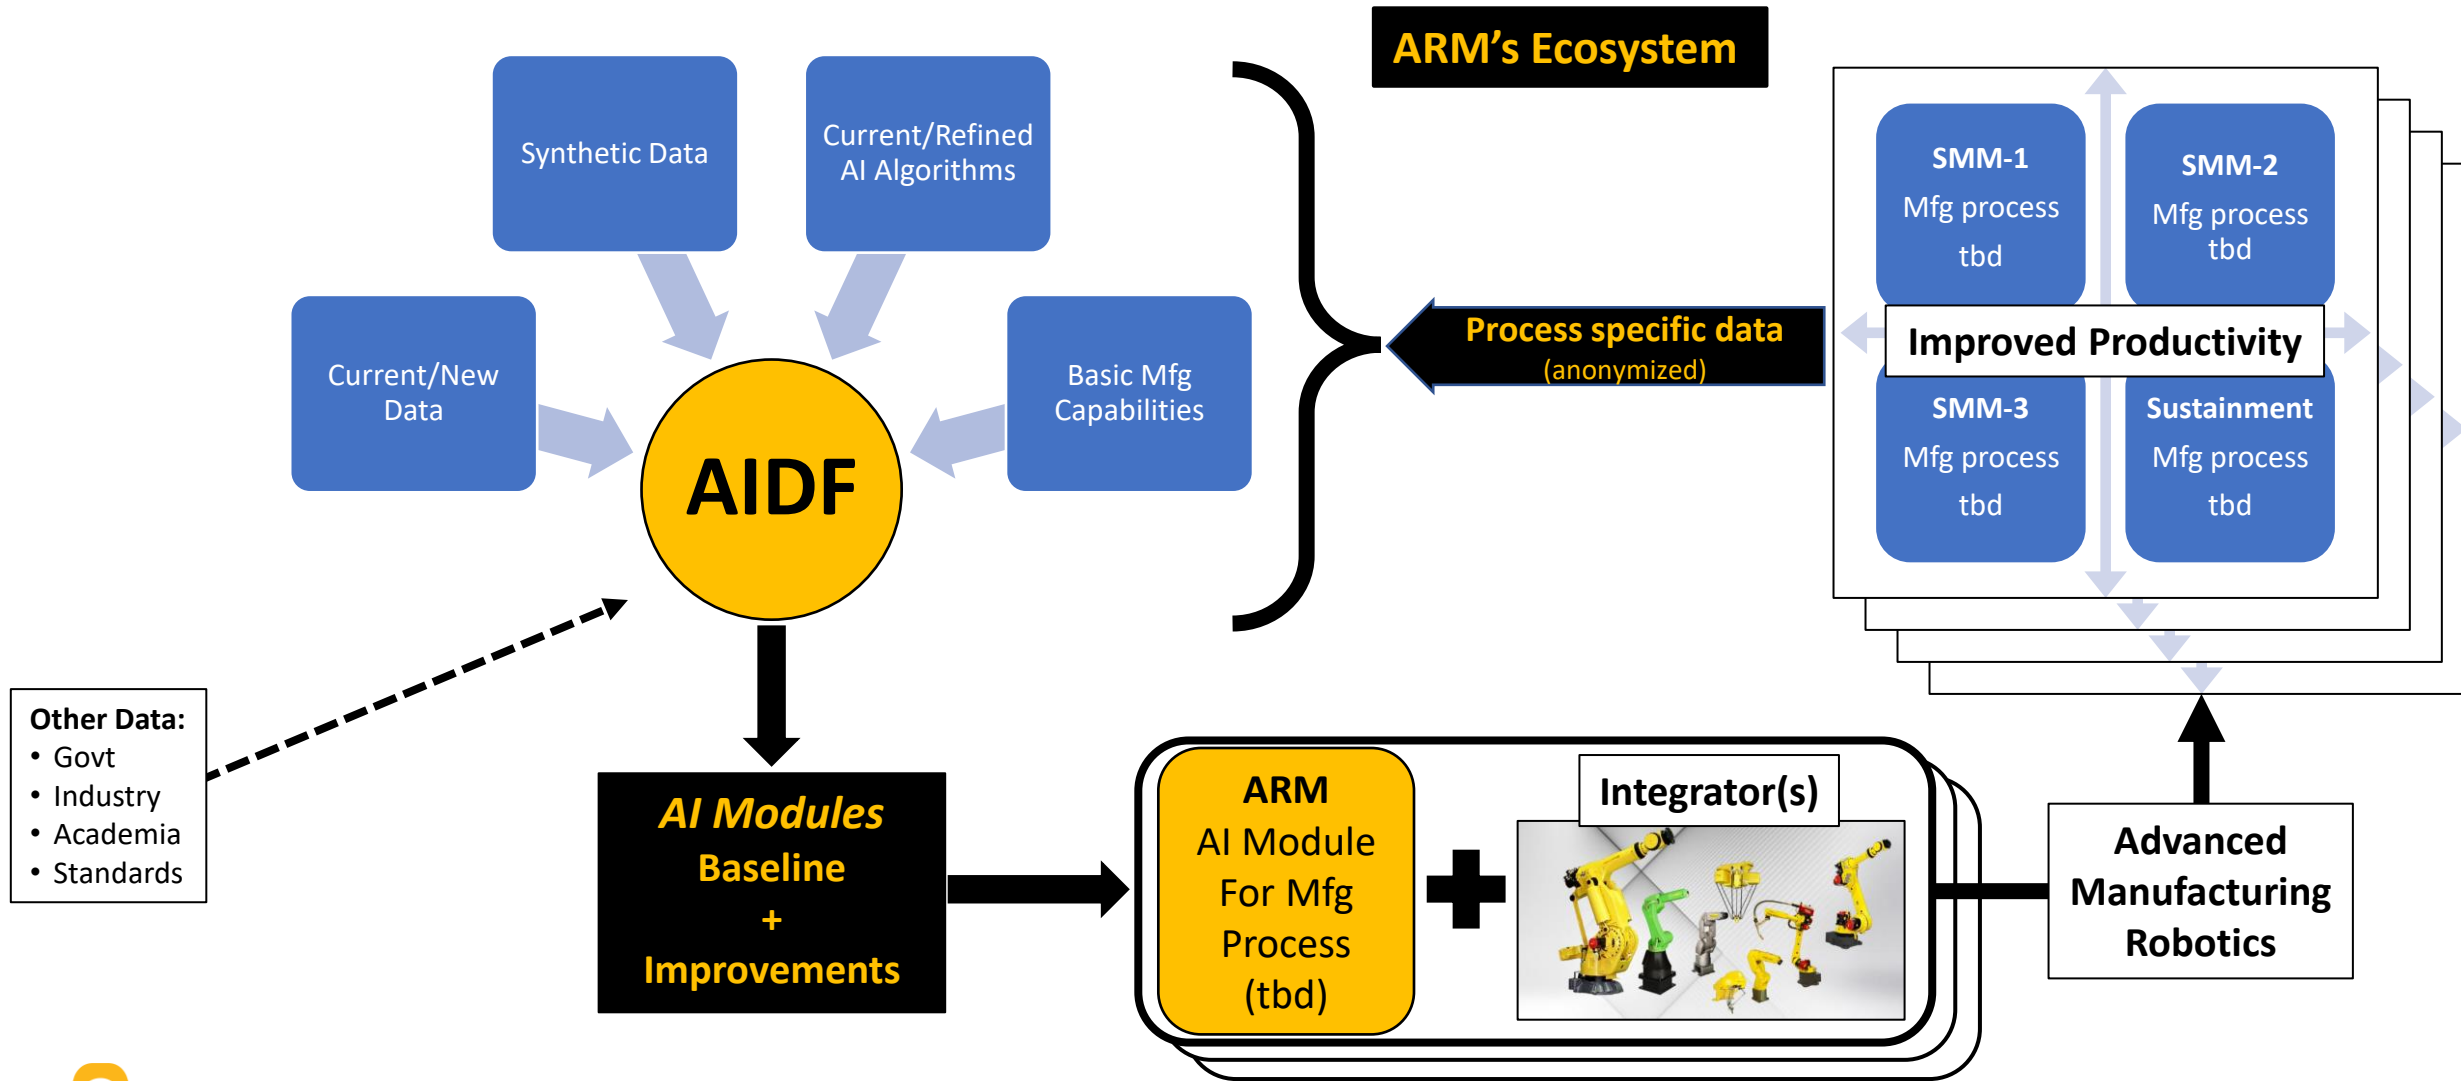 ARM's Ecosystem
Synthetic Data
Current/Refined
AI Algorithms
Current/New
Data
Basic Mfg
Capabilities
AIDF
Process specific data
(anonymized)
SMM-1
Mfg process
tbd
SMM-2
Mfg process
tbd
Improved Productivity
SMM-3
Mfg process
tbd
Sustainment
Mfg process
tbd
Other Data:
• Govt
• Industry
• Academia
• Standards
AI Modules
Baseline
+
Improvements
ARM
AI Module
For Mfg
Process
(tbd)
Integrator(s)
Advanced
Manufacturing
Robotics